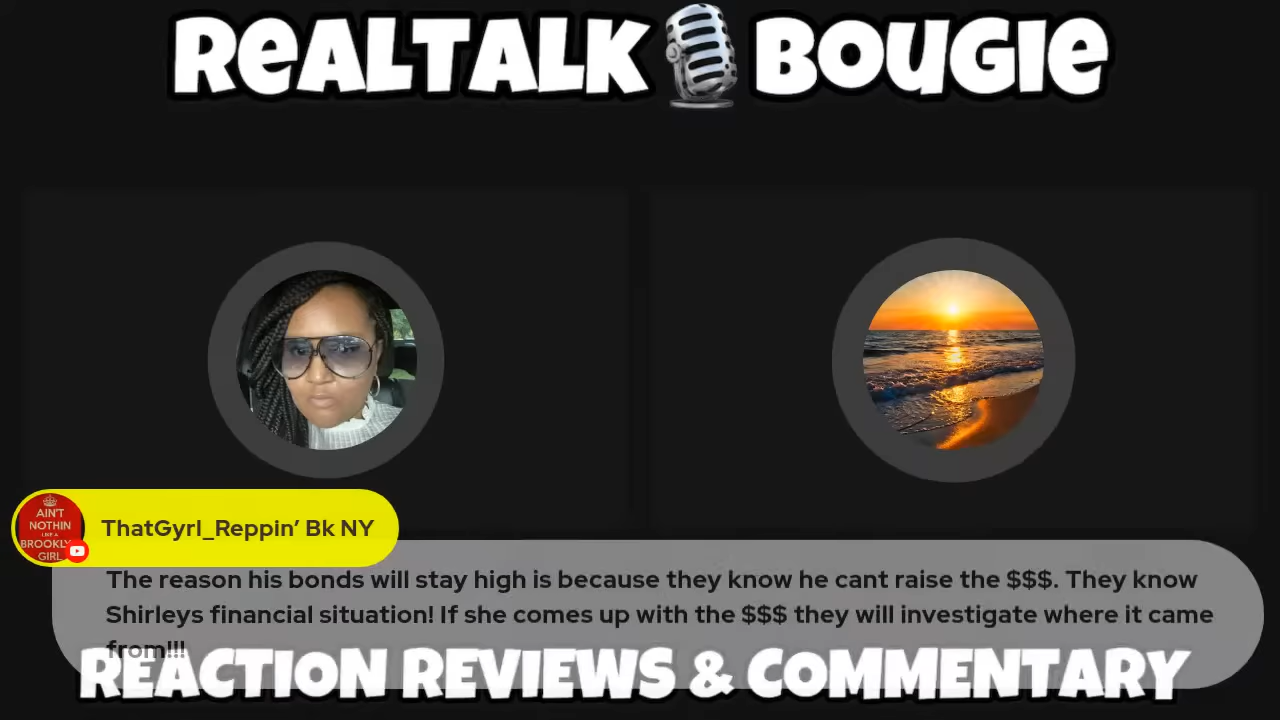 REALTALK BOUGIE
AIN'T
NOTHIN
LIKE A
BROOKLYN
GIRL
ThatGyrl_Reppin’ Bk NY
The reason his bonds will stay high is because they know he cant raise the $$$. They know
Shirleys financial situation! If she comes up with the $$$ they will investigate where it came
from!!!
REACTION REVIEWS & COMMENTARY